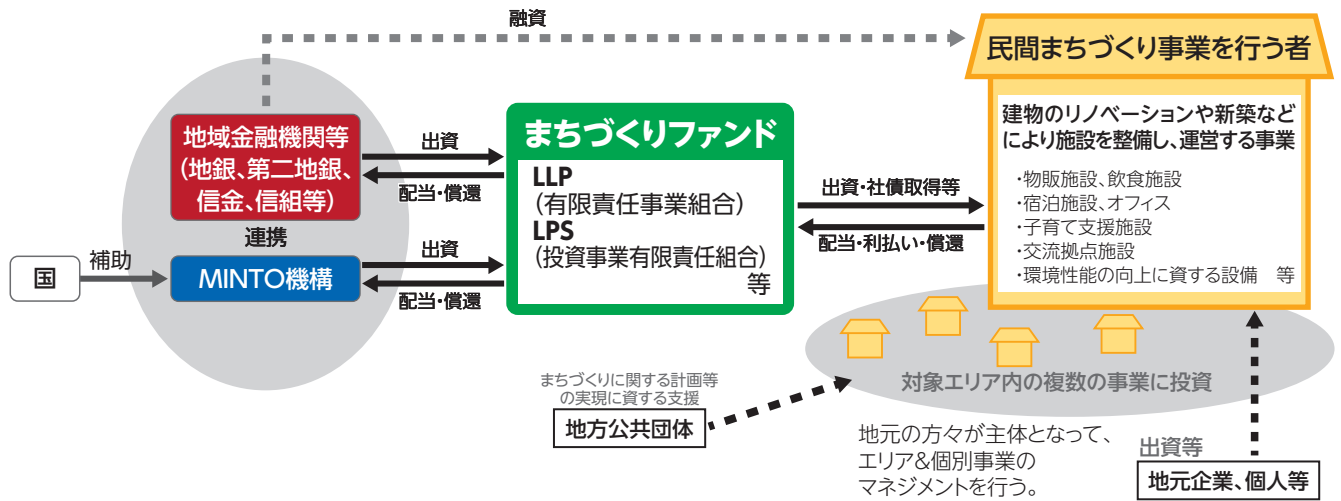 融資
民間まちづくり事業を行う者
建物のリノベーションや新築など
により施設を整備し、運営する事業
・物販施設、飲食施設
・宿泊施設、オフィス
・子育て支援施設
・交流拠点施設
・環境性能の向上に資する設備　等
地域金融機関等
(地銀、第二地銀、
信金、信組等)
連携
MINTO機構
国
補助
出資
配当・償還
出資
配当・償還
まちづくりファンド
LLP
(有限責任事業組合)
LPS
(投資事業有限責任組合)
等
出資・社債取得等
配当・利払い・償還
対象エリア内の複数の事業に投資
まちづくりに関する計画等
の実現に資する支援
地方公共団体
地元の方々が主体となって、
エリア&個別事業の
マネジメントを行う。
出資等
地元企業、個人等